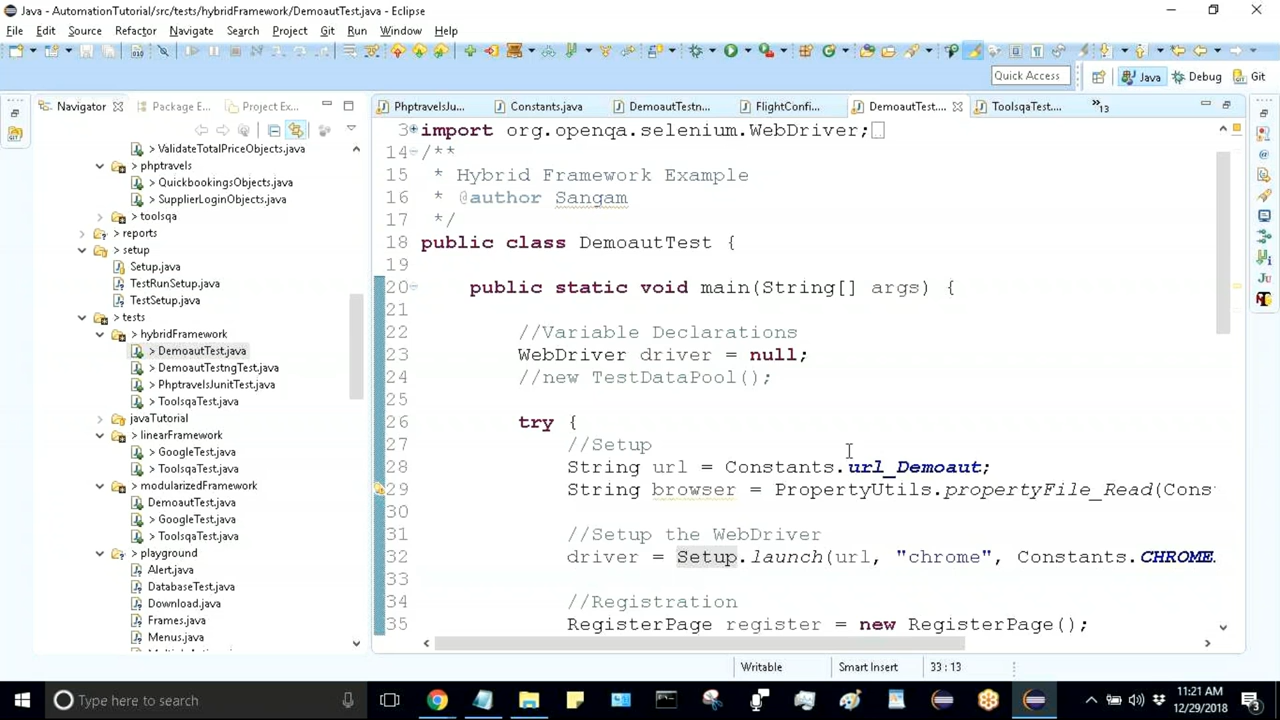 Java - AutomationTutorial/src/tests/hybridFramework/DemoautTest.java - Eclipse
File Edit Source Refactor Navigate Search Project Git Run Window Help
Quick Access
Java
Debug
Git
Navigator
Package E...
Project Ex...
PhptravelsJu...
Constants.java
DemoautTestn...
FlightConfi...
DemoautTest....
ToolsqaTest....
13
> ValidateTotalPriceObjects.java
> phptravels
> QuickbookingsObjects.java
> SupplierLoginObjects.java
> toolsqa
> reports
> setup
Setup.java
TestRunSetup.java
TestSetup.java
> tests
> hybridFramework
> DemoautTest.java
> DemoautTestngTest.java
> PhptravelsJunitTest.java
> ToolsqaTest.java
javaTutorial
> linearFramework
> GoogleTest.java
> ToolsqaTest.java
> modularizedFramework
DemoautTest.java
> GoogleTest.java
> ToolsqaTest.java
> playground
Alert.java
DatabaseTest.java
Download.java
Frames.java
Menus.java
3 import org.openqa.selenium.WebDriver;
14 /**
15 * Hybrid Framework Example
16 * @author Sangam
17 */
18 public class DemoautTest {
19
20 public static void main(String[] args) {
21
22 //Variable Declarations
23 WebDriver driver = null;
24 //new TestDataPool();
25
26 try {
27 //Setup
28 String url = Constants.url_Demoaut;
29 String browser = PropertyUtils.propertyFile_Read(Cons
30
31 //Setup the WebDriver
32 driver = Setup.launch(url, "chrome", Constants.CHROME
33
34 //Registration
35 RegisterPage register = new RegisterPage();
Writable
Smart Insert
33 : 13
Type here to search
11:21 AM
12/29/2018
3